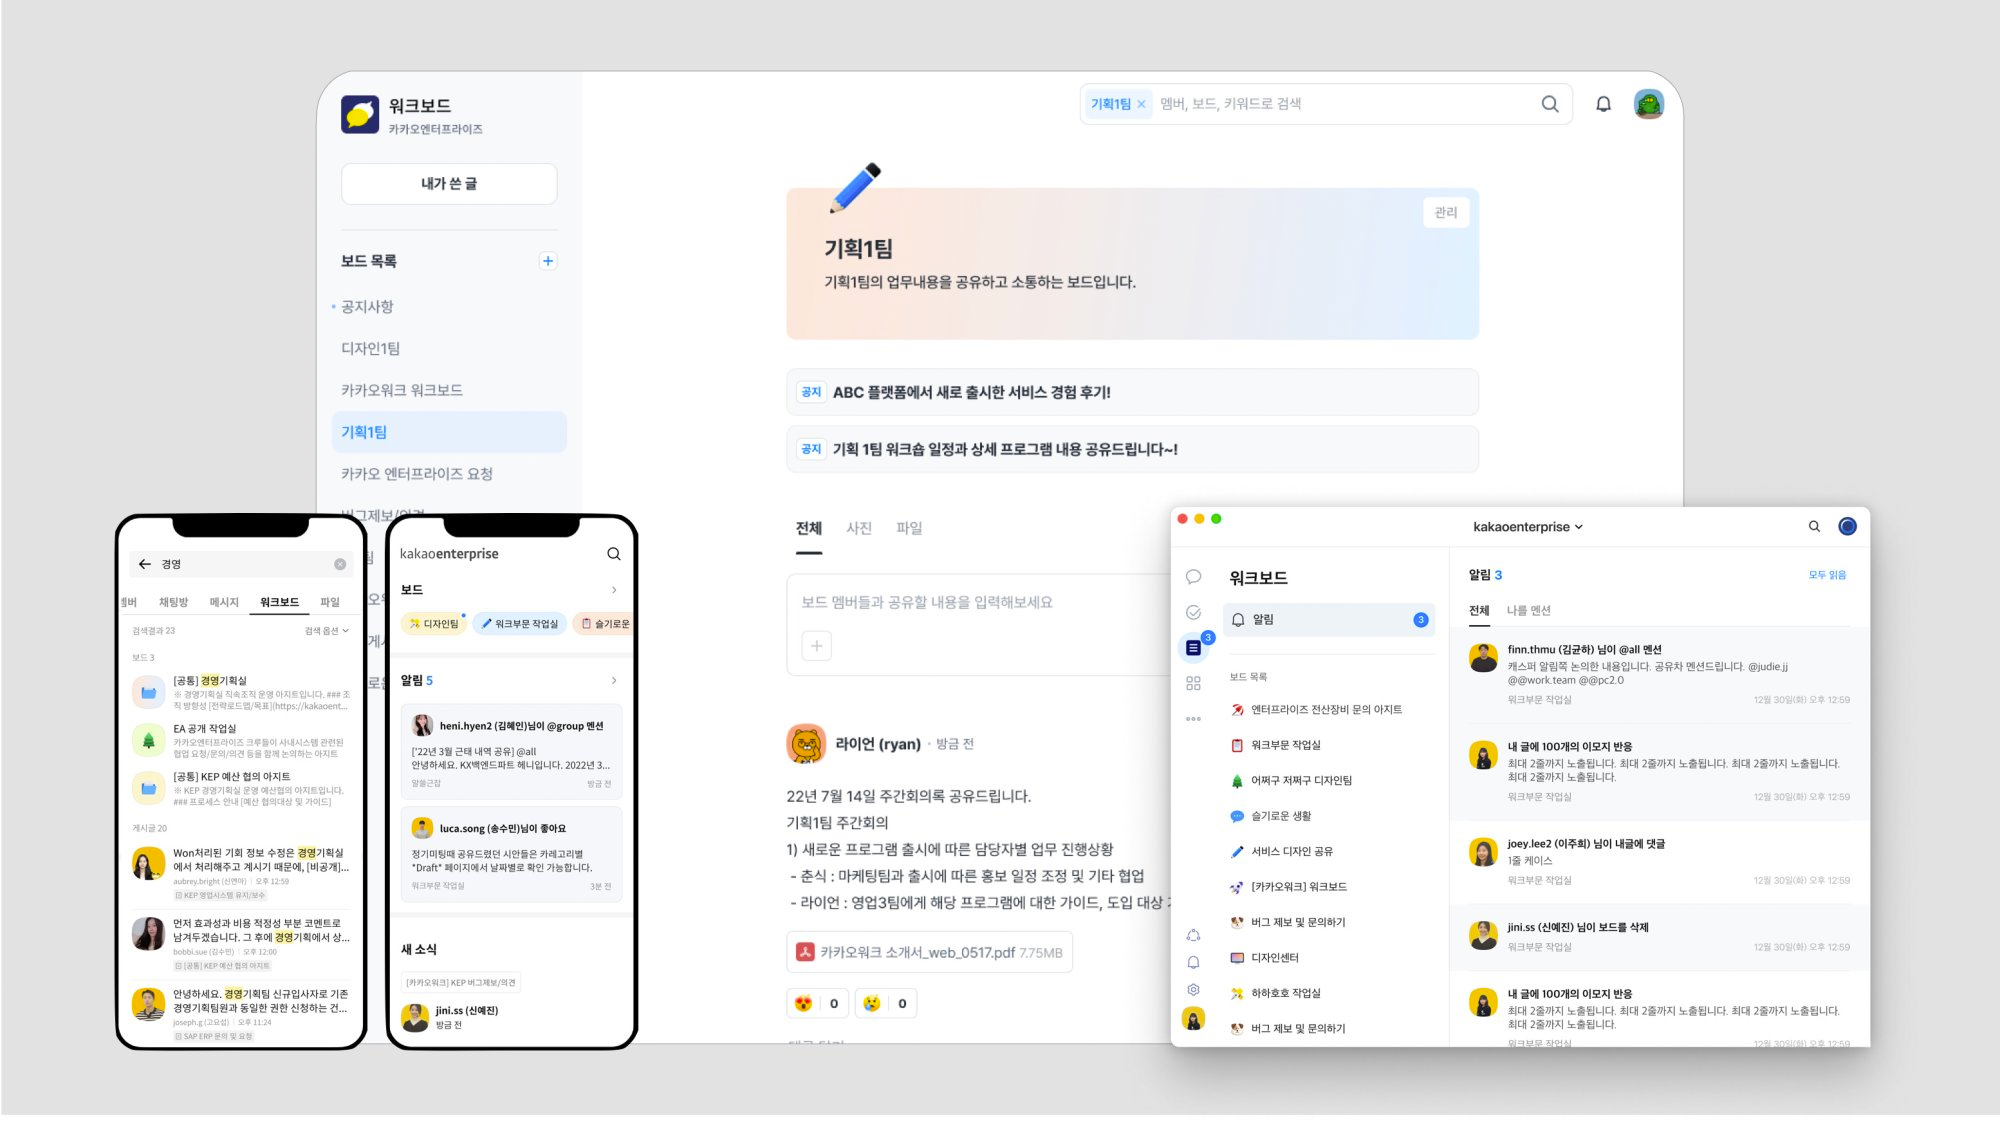 워크보드
카카오엔터프라이즈
내가 쓴 글
보드 목록
공지사항
디자인1팀
카카오워크 워크보드
기획1팀
카카오 엔터프라이즈 요청
버그제보/의견
기획1팀 × 멤버, 보드, 키워드로 검색
관리
기획1팀
기획1팀의 업무내용을 공유하고 소통하는 보드입니다.
공지 ABC 플랫폼에서 새로 출시한 서비스 경험 후기!
공지 기획 1팀 워크숍 일정과 상세 프로그램 내용 공유드립니다~!
전체 사진 파일
보드 멤버들과 공유할 내용을 입력해보세요
라이언 (ryan) · 방금 전
22년 7월 14일 주간회의록 공유드립니다.
기획1팀 주간회의
1) 새로운 프로그램 출시에 따른 담당자별 업무 진행상황
- 춘식 : 마케팅팀과 출시에 따른 홍보 일정 조정 및 기타 협업
- 라이언 : 영업3팀에게 해당 프로그램에 대한 가이드, 도입 대상
카카오워크 소개서_web_0517.pdf 7.75MB
0 0
경영
멤버 채팅방 메시지 워크보드 파일
검색결과 23 검색 옵션
보드 3
[공통] 경영기획실
※ 경영기획실 직속조직 운영 아지트입니다. ### 조
직 방향성 [전략로드맵/목표](https://kakaoent...
EA 공개 작업실
카카오엔터프라이즈 크루들이 사내시스템 관련된
협업 요청/문의/의견 등을 함께 논의하는 아지트
[공통] KEP 예산 협의 아지트
※ KEP 경영기획실 운영 예산협의 아지트입니다.
### 프로세스 안내 [예산 협의대상 및 가이드]
게시글 20
Won처리된 기회 정보 수정은 경영기획실
에서 처리해주고 계시기 때문에, [비공개]...
aubrey.bright (신연아) | 오후 12:59
KEP 영업시스템 유지/보수
먼저 효과성과 비용 적정성 부분 코멘트로
남겨두겠습니다. 그 후에 경영기획에서 상...
bobbi.sue (김수민) | 오후 12:00
[공통] KEP 예산 협의 아지트
안녕하세요. 경영기획팀 신규입사자로 기존
경영기획팀원과 동일한 권한 신청하는 건...
joseph.g (고요섭) | 오후 11:24
SAP ERP 문의 및 요청
kakaoenterprise
보드
디자인팀 워크부문 작업실 슬기로운
알림 5
heni.hyen2 (김혜인)님이 @group 멘션
['22년 3월 근태 내역 공유] @all
안녕하세요. KX백엔드파트 헤니입니다. 2022년 3...
말쓸근잡 방금 전
luca.song (송수민)님이 좋아요
정기미팅때 공유드렸던 시안들은 카레고리별
*Draft* 페이지에서 날짜별로 확인 가능합니다.
워크부문 작업실 3분 전
새 소식
[카카오워크] KEP 버그제보/의견
jini.ss (신예진)
방금 전
kakaoenterprise
3
워크보드
알림 3
보드 목록
엔터프라이즈 전산장비 문의 아지트
워크부문 작업실
어쩌구 저쩌구 디자인팀
슬기로운 생활
서비스 디자인 공유
[카카오워크] 워크보드
버그 제보 및 문의하기
디자인센터
하하호호 작업실
버그 제보 및 문의하기
알림 3 모두 읽음
전체 나를 멘션
finn.thmu (김균하) 님이 @all 멘션
캐스퍼 알림쪽 논의한 내용입니다. 공유차 멘션드립니다. @judie.jj
@@work.team @@pc2.0
워크부문 작업실 12월 30일(화) 오후 12:59
내 글에 100개의 이모지 반응
최대 2줄까지 노출됩니다. 최대 2줄까지 노출됩니다. 최대 2줄까지 노출됩니다.
최대 2줄까지 노출됩니다.
워크부문 작업실 12월 30일(화) 오후 12:59
joey.lee2 (이주희) 님이 내글에 댓글
1줄 케이스
워크부문 작업실 12월 30일(화) 오후 12:59
jini.ss (신예진) 님이 보드를 삭제
워크부문 작업실 12월 30일(화) 오후 12:59
내 글에 100개의 이모지 반응
최대 2줄까지 노출됩니다. 최대 2줄까지 노출됩니다. 최대 2줄까지 노출됩니다.
최대 2줄까지 노출됩니다.
워크부문 작업실 12월 30일(화) 오후 12:59